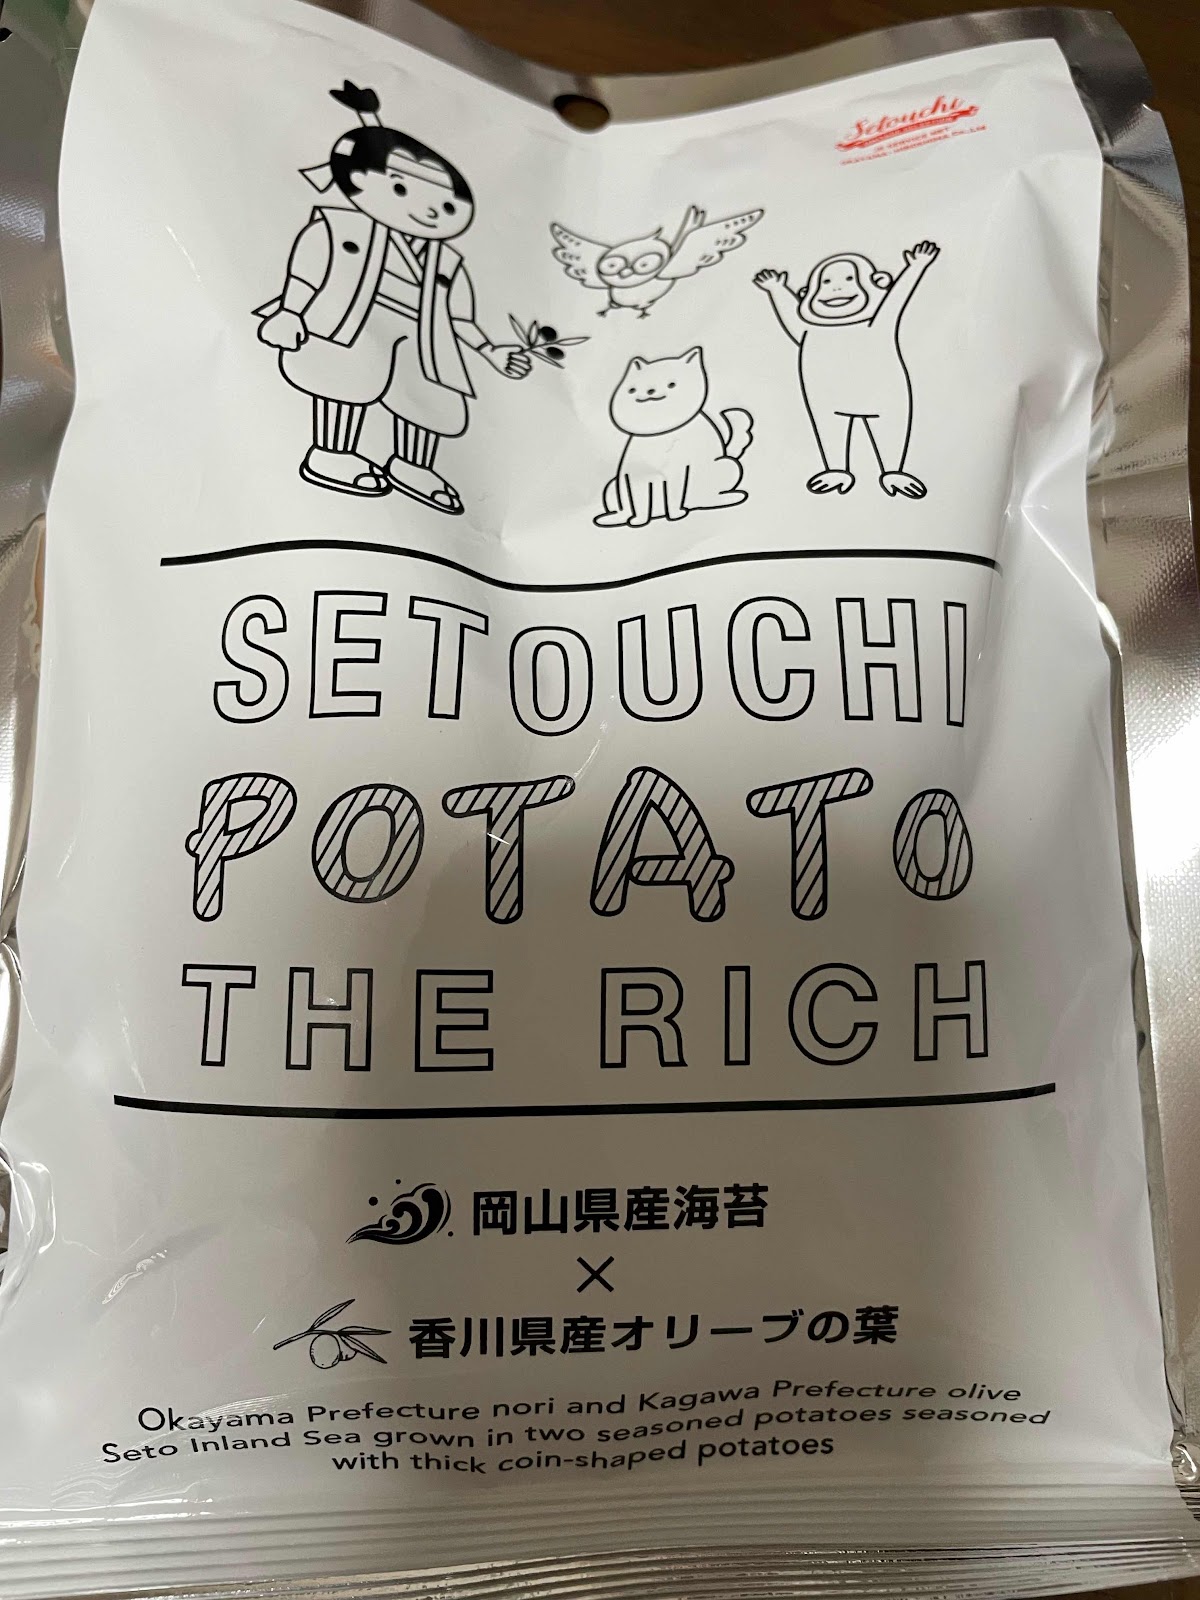 Setouchi
SETOUCHI
POTATO
THE RICH
岡山県産海苔
×
香川県産オリーブの葉
Okayama Prefecture nori and Kagawa Prefecture olive
Seto Inland Sea grown in two seasoned potatoes seasoned
with thick coin-shaped potatoes